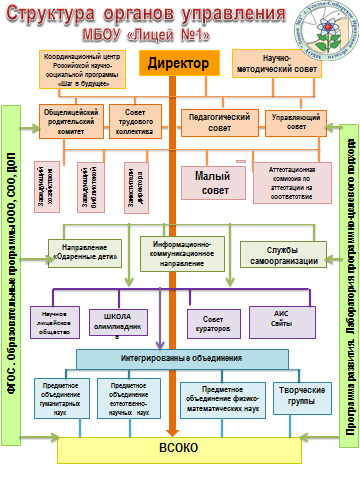 Структура органов управления
МБОУ «Лицей №1»
Координационный центр
Российской научно-
социальной программы
«Шаг в будущее»
Директор
Научно-
методический совет
Общелицейский
родительский
комитет
Совет
трудового
коллектива
Педагогический
совет
Управляющий
совет
Заведующий
хозяйством
Заведующий
библиотекой
Заместители
директора
Малый
совет
Аттестационная
комиссия по
аттестации на
соответствие
Направление
«Одаренные дети»
Информационно-
коммуникационное
направление
Службы
самоорганизации
Научное
лицейское
общество
ШКОЛА
олимпиадник
а
Совет
кураторов
АИС
Сайты
Интегрированные объединения
Предметное
объединение
гуманитарных
наук
Предметное
объединение
естественно-
научных наук
Предметное
объединение физико-
математических наук
Творческие
группы
ВСОКО
ФГОС. Образовательные программы ООО, СОО, ДОП
Программа развития. Лаборатория программно-целевого подхода